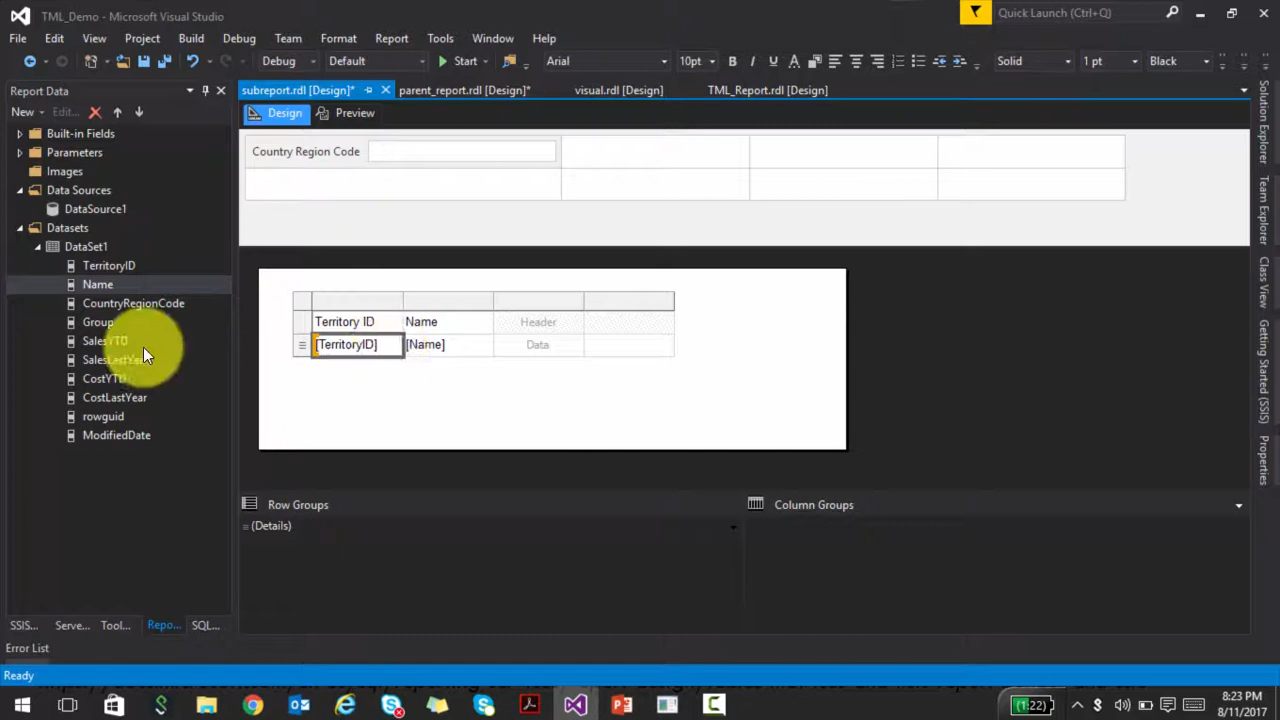 TML_Demo - Microsoft Visual Studio
Quick Launch (Ctrl+Q)
File Edit View Project Build Debug Team Format Report Tools Window Help
Debug Default Start Arial 10pt B I U A Solid 1 pt Black
Report Data
subreport.rdl [Design]* parent_report.rdl [Design]* visual.rdl [Design] TML_Report.rdl [Design]
New Edit...
Design Preview
Built-in Fields
Parameters
Images
Data Sources
DataSource1
Datasets
DataSet1
TerritoryID
Name
CountryRegionCode
Group
SalesYTD
SalesLastYear
CostYTD
CostLastYear
rowguid
ModifiedDate
Country Region Code
Territory ID Name Header
[TerritoryID] [Name] Data
Row Groups
Column Groups
(Details)
Solution Explorer
Team Explorer
Class View
Getting Started (SSIS)
Properties
SSIS... Serve... Tool... Repo... SQL...
Error List
Ready
(1:22)
8:23 PM
8/11/2017